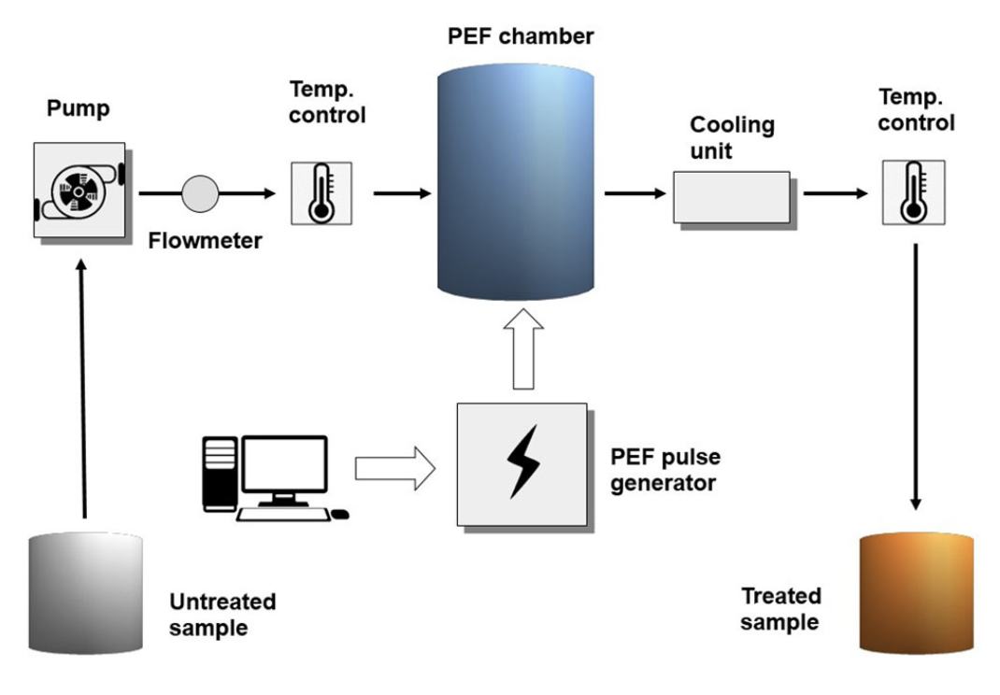 PEF chamber
Pump
Temp.
control
Flowmeter
Cooling
unit
Temp.
control
PEF pulse
generator
Untreated
sample
Treated
sample